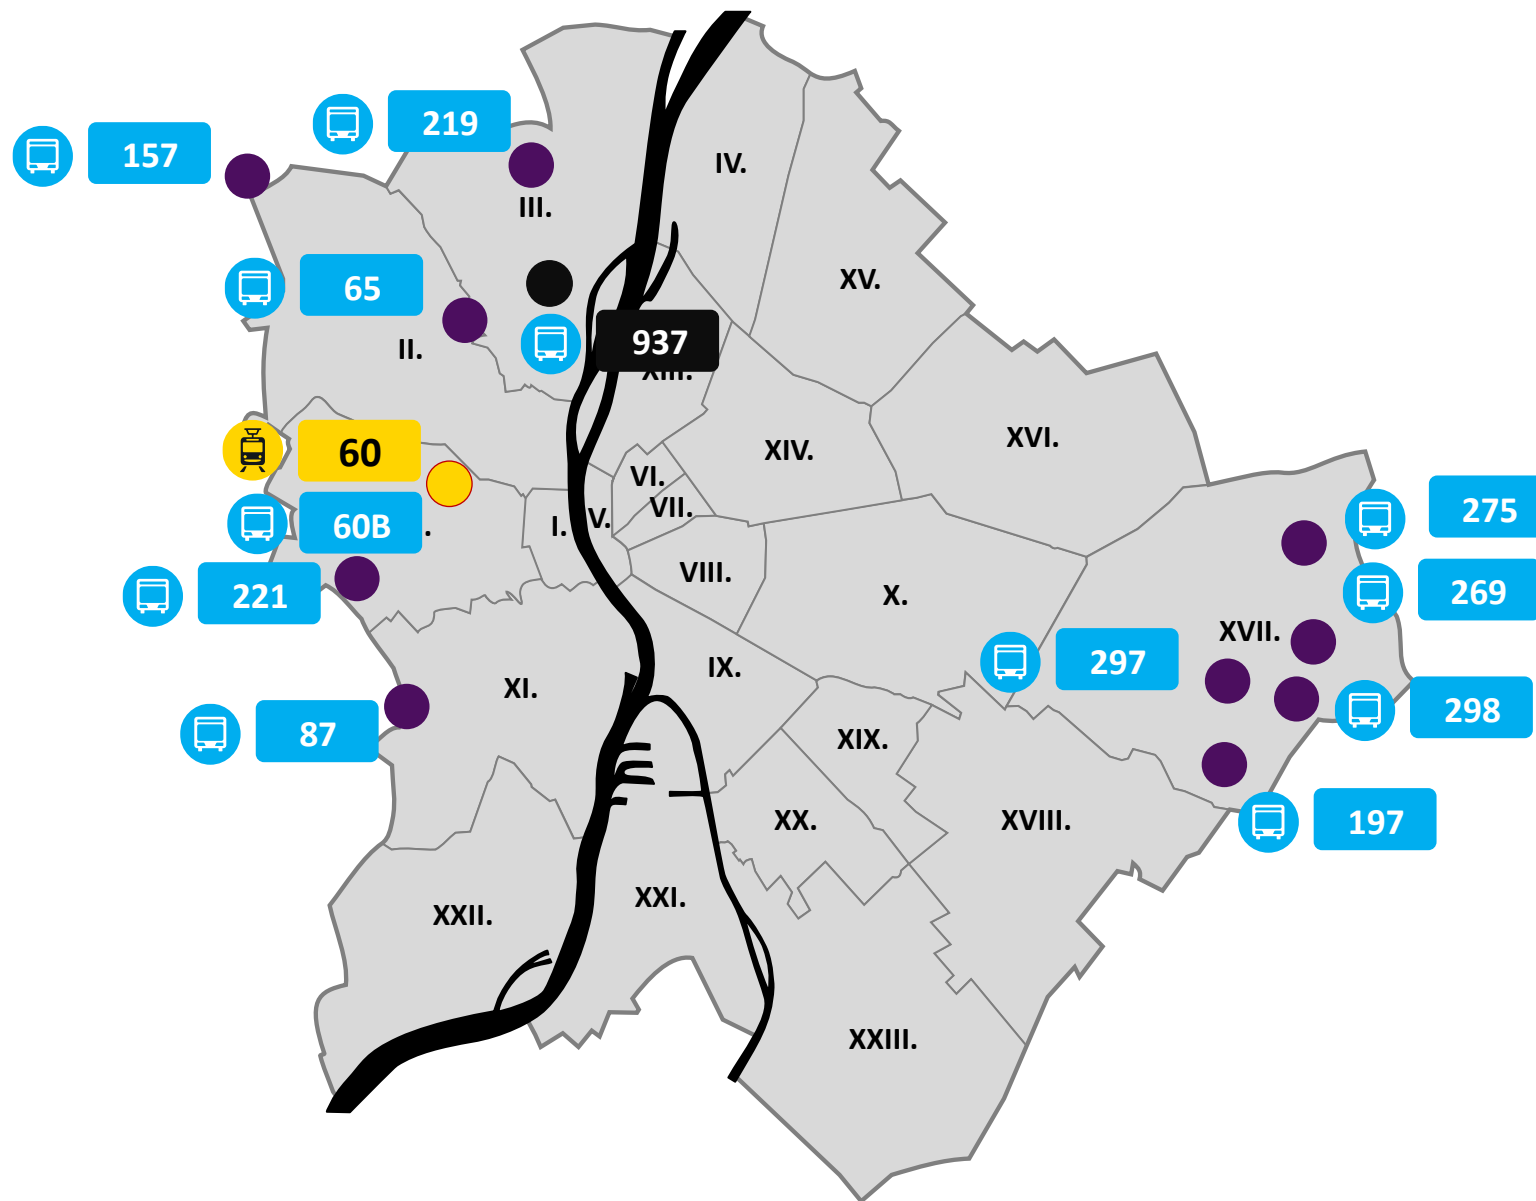 219
157
IV.
III.
XV.
65
937
II.
XIII.
60
XVI.
XIV.
VI.
275
VII.
V.
I.
60B
.
VIII.
221
X.
269
XVII.
297
IX.
XI.
298
87
XIX.
197
XX.
XVIII.
XXI.
XXII.
XXIII.